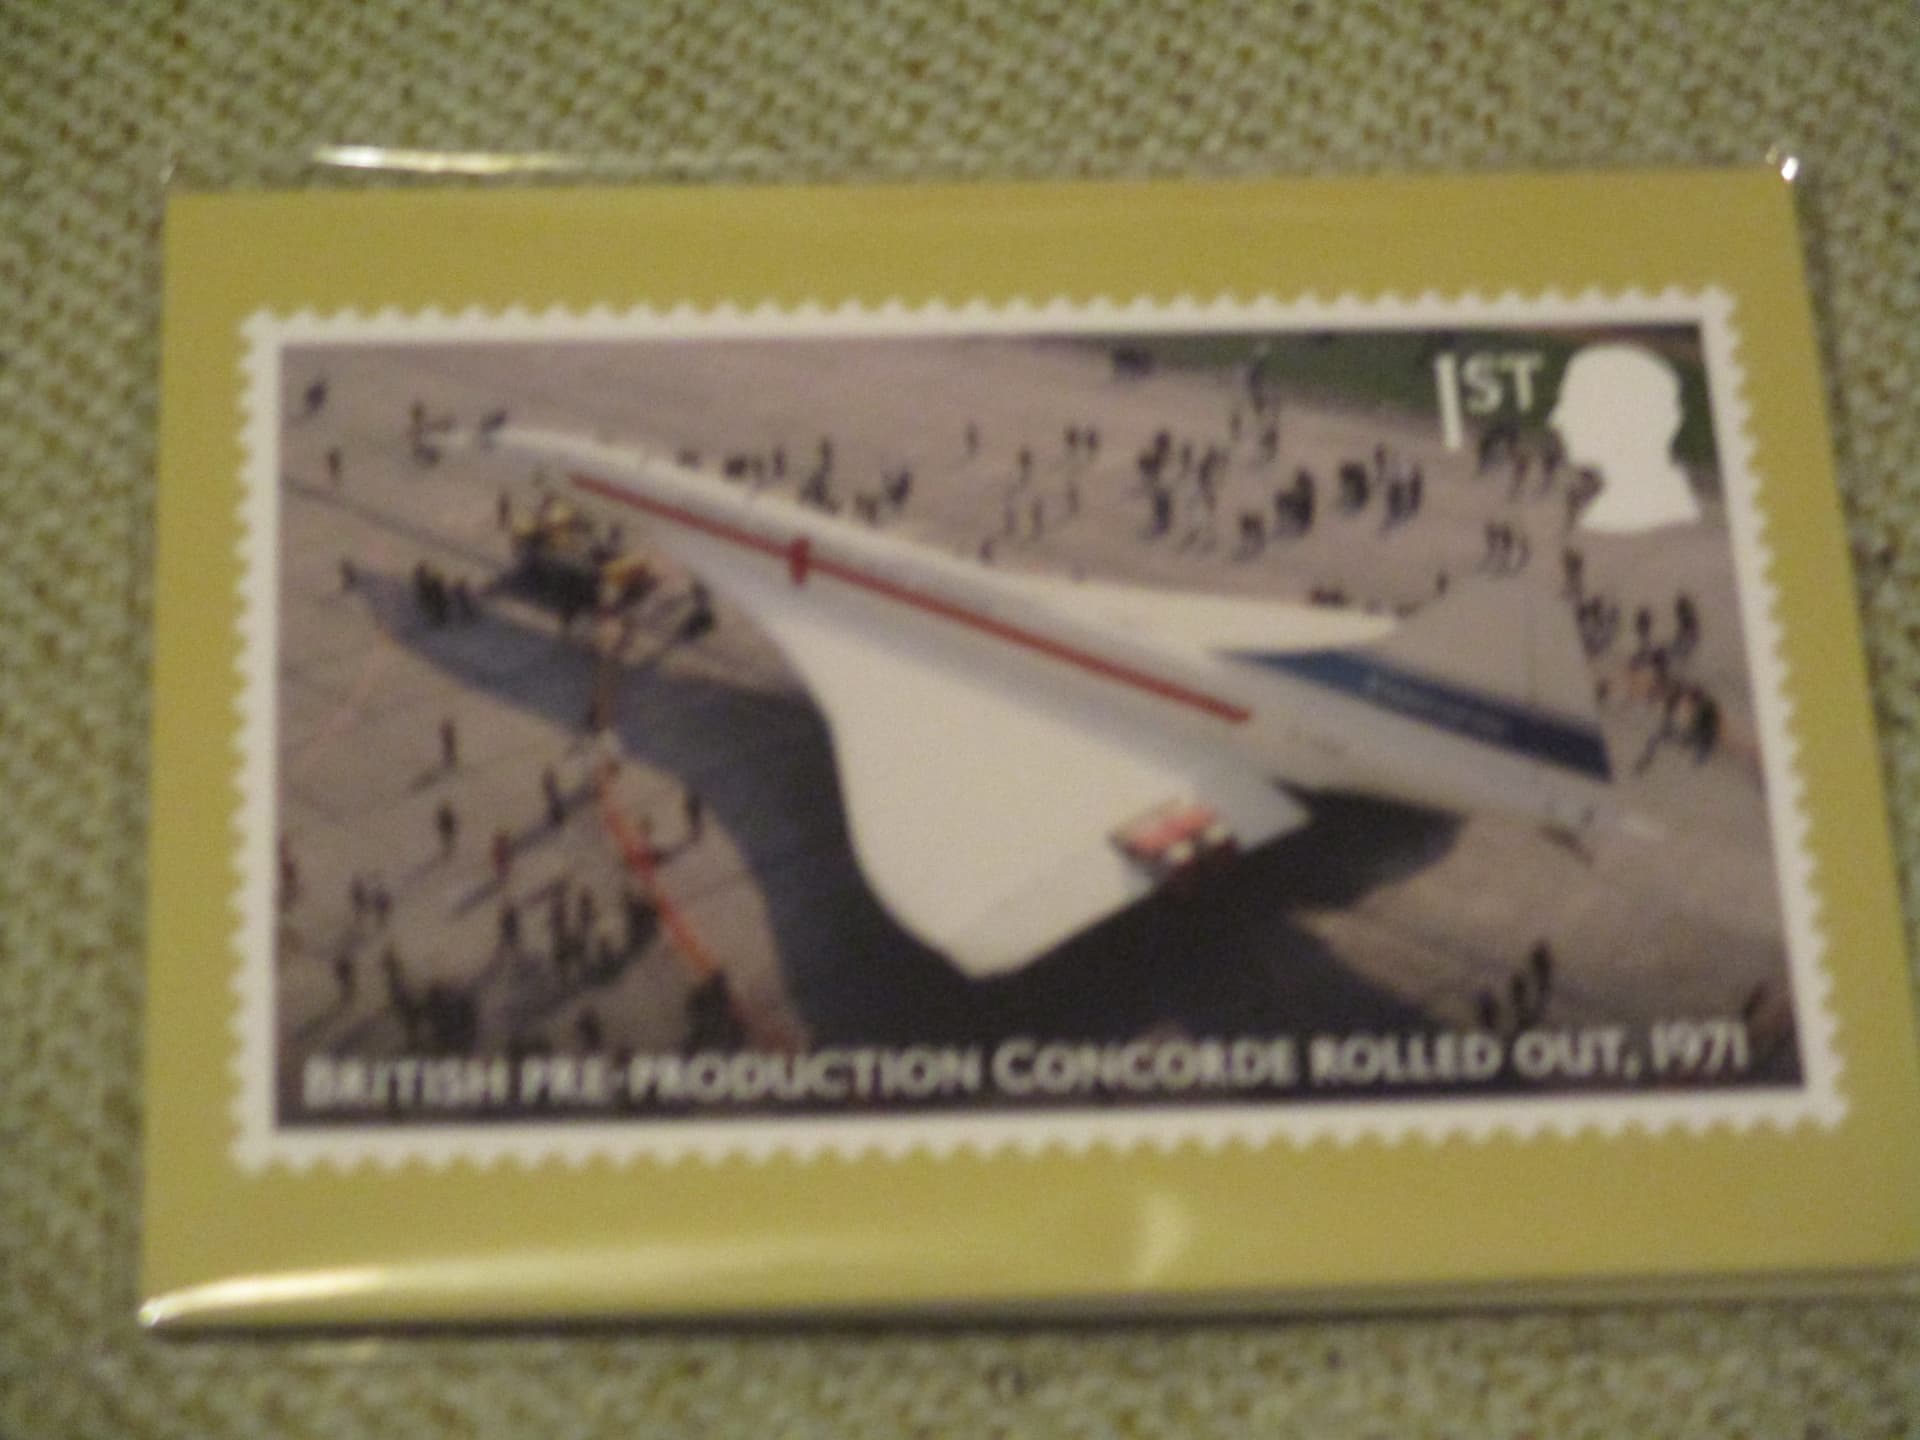 1ST
BRITISH PRE-PRODUCTION CONCORDE ROLLED OUT, 1971